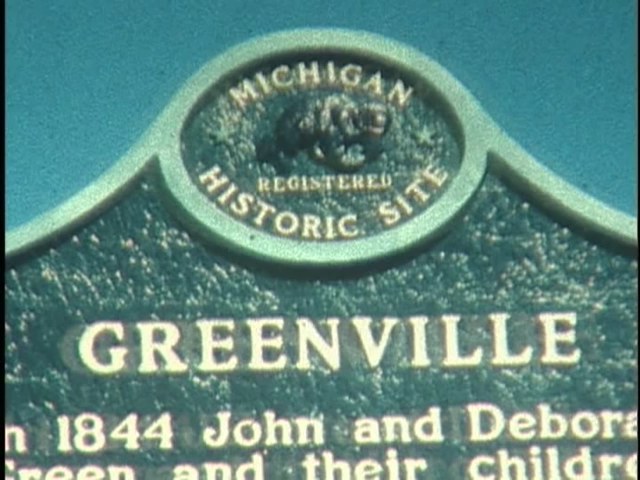 MICHIGAN
REGISTERED
HISTORIC SITE
GREENVILLE
n 1844 John and Debora
Green and their childre